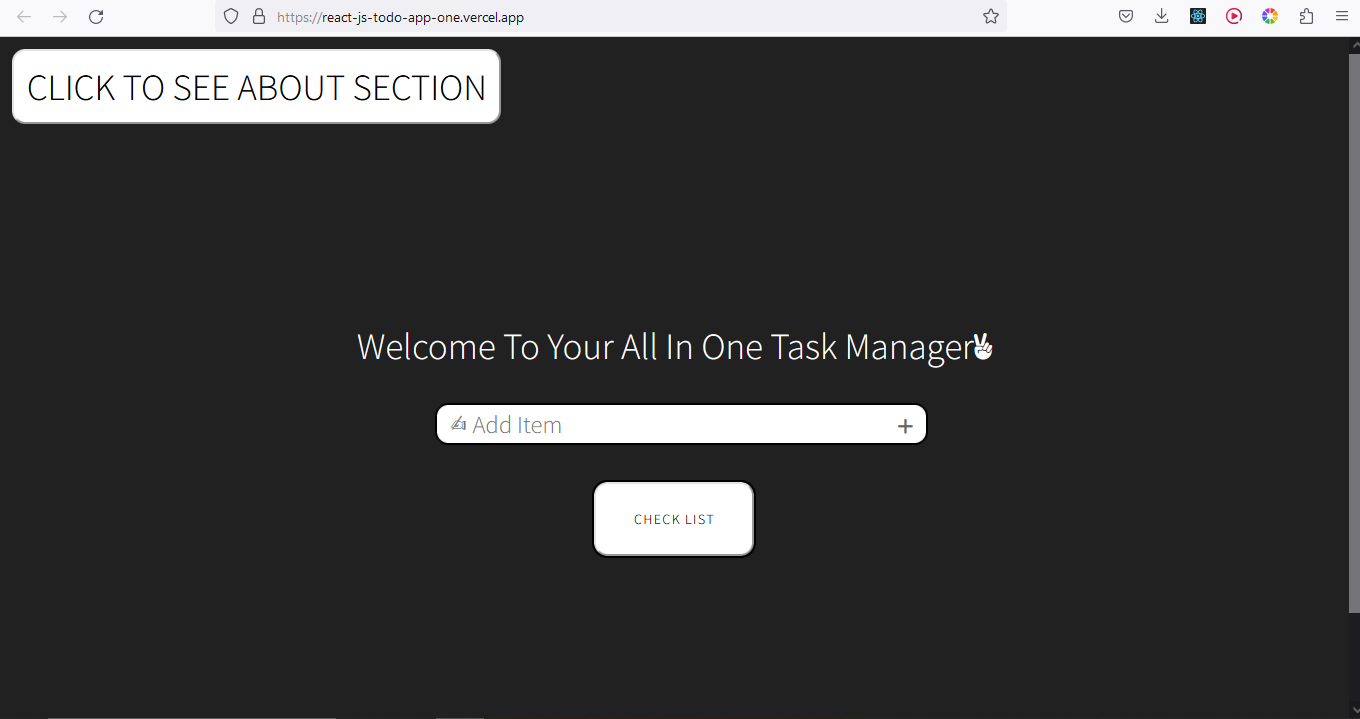 https://react-js-todo-app-one.vercel.app
CLICK TO SEE ABOUT SECTION
Welcome To Your All In One Task Manager✌
✍ Add Item +
CHECK LIST